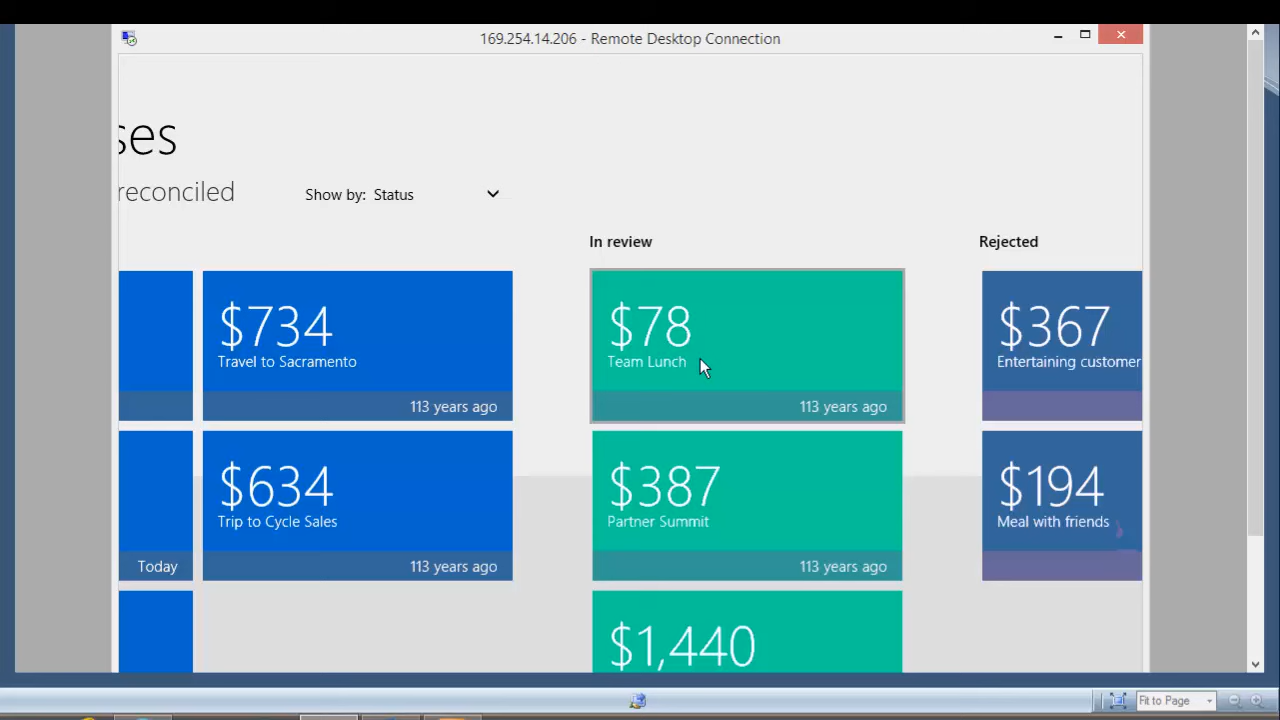 169.254.14.206 - Remote Desktop Connection
ses
reconciled
Show by: Status
In review
Rejected
$734
Travel to Sacramento
113 years ago
$78
Team Lunch
113 years ago
$367
Entertaining customer
Today
$634
Trip to Cycle Sales
113 years ago
$387
Partner Summit
113 years ago
$194
Meal with friends
$1,440
Fit to Page